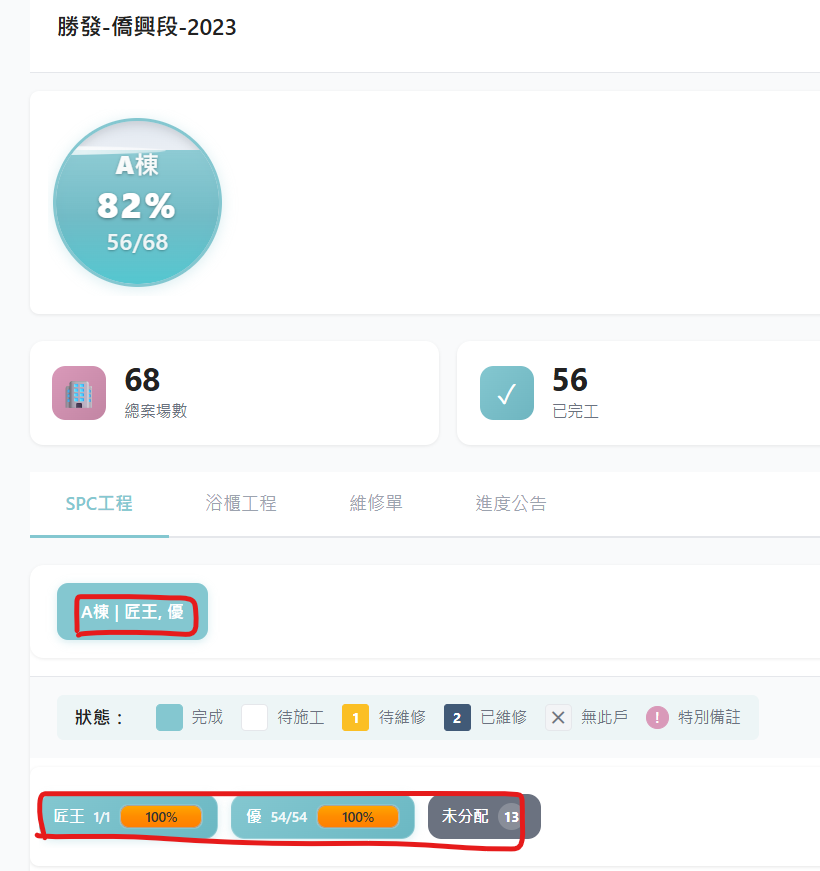 勝發-僑興段-2023
A棟
82%
56/68
68
總案場數
✓
56
已完工
SPC工程 浴櫃工程 維修單 進度公告
A棟 | 匠王, 優
狀態： 完成 待施工 1 待維修 2 已維修 ✕ 無此戶 ! 特別備註
匠王 1/1 100% 優 54/54 100% 未分配 13